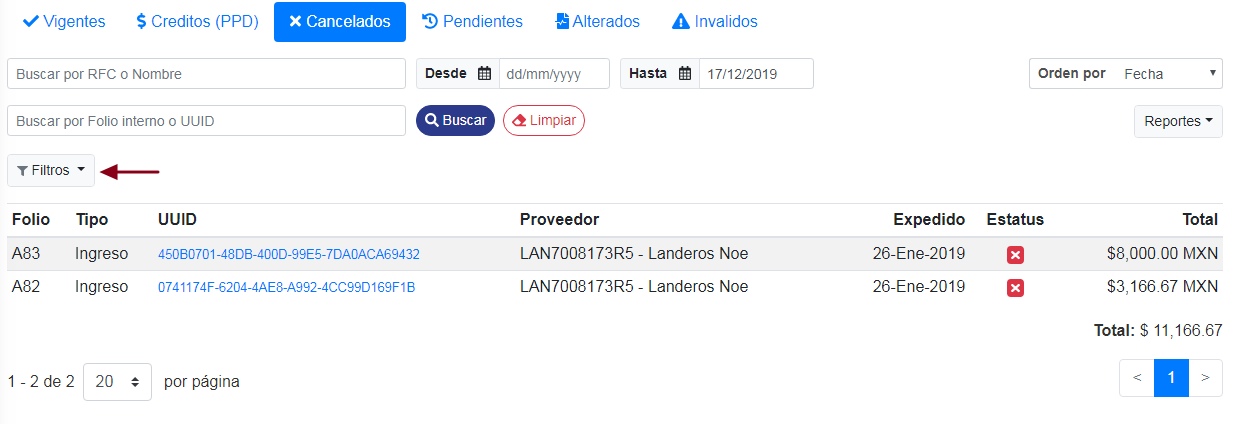 Vigentes $ Creditos (PPD) Cancelados Pendientes Alterados Invalidos
Buscar por RFC o Nombre Desde dd/mm/yyyy Hasta 17/12/2019 Orden por Fecha
Buscar por Folio interno o UUID Buscar Limpiar Reportes
Filtros
Folio Tipo UUID Proveedor Expedido Estatus Total
A83 Ingreso 450B0701-48DB-400D-99E5-7DA0ACA69432 LAN7008173R5 - Landeros Noe 26-Ene-2019 $8,000.00 MXN
A82 Ingreso 0741174F-6204-4AE8-A992-4CC99D169F1B LAN7008173R5 - Landeros Noe 26-Ene-2019 $3,166.67 MXN
Total: $ 11,166.67
1 - 2 de 2 20 por página < 1 >